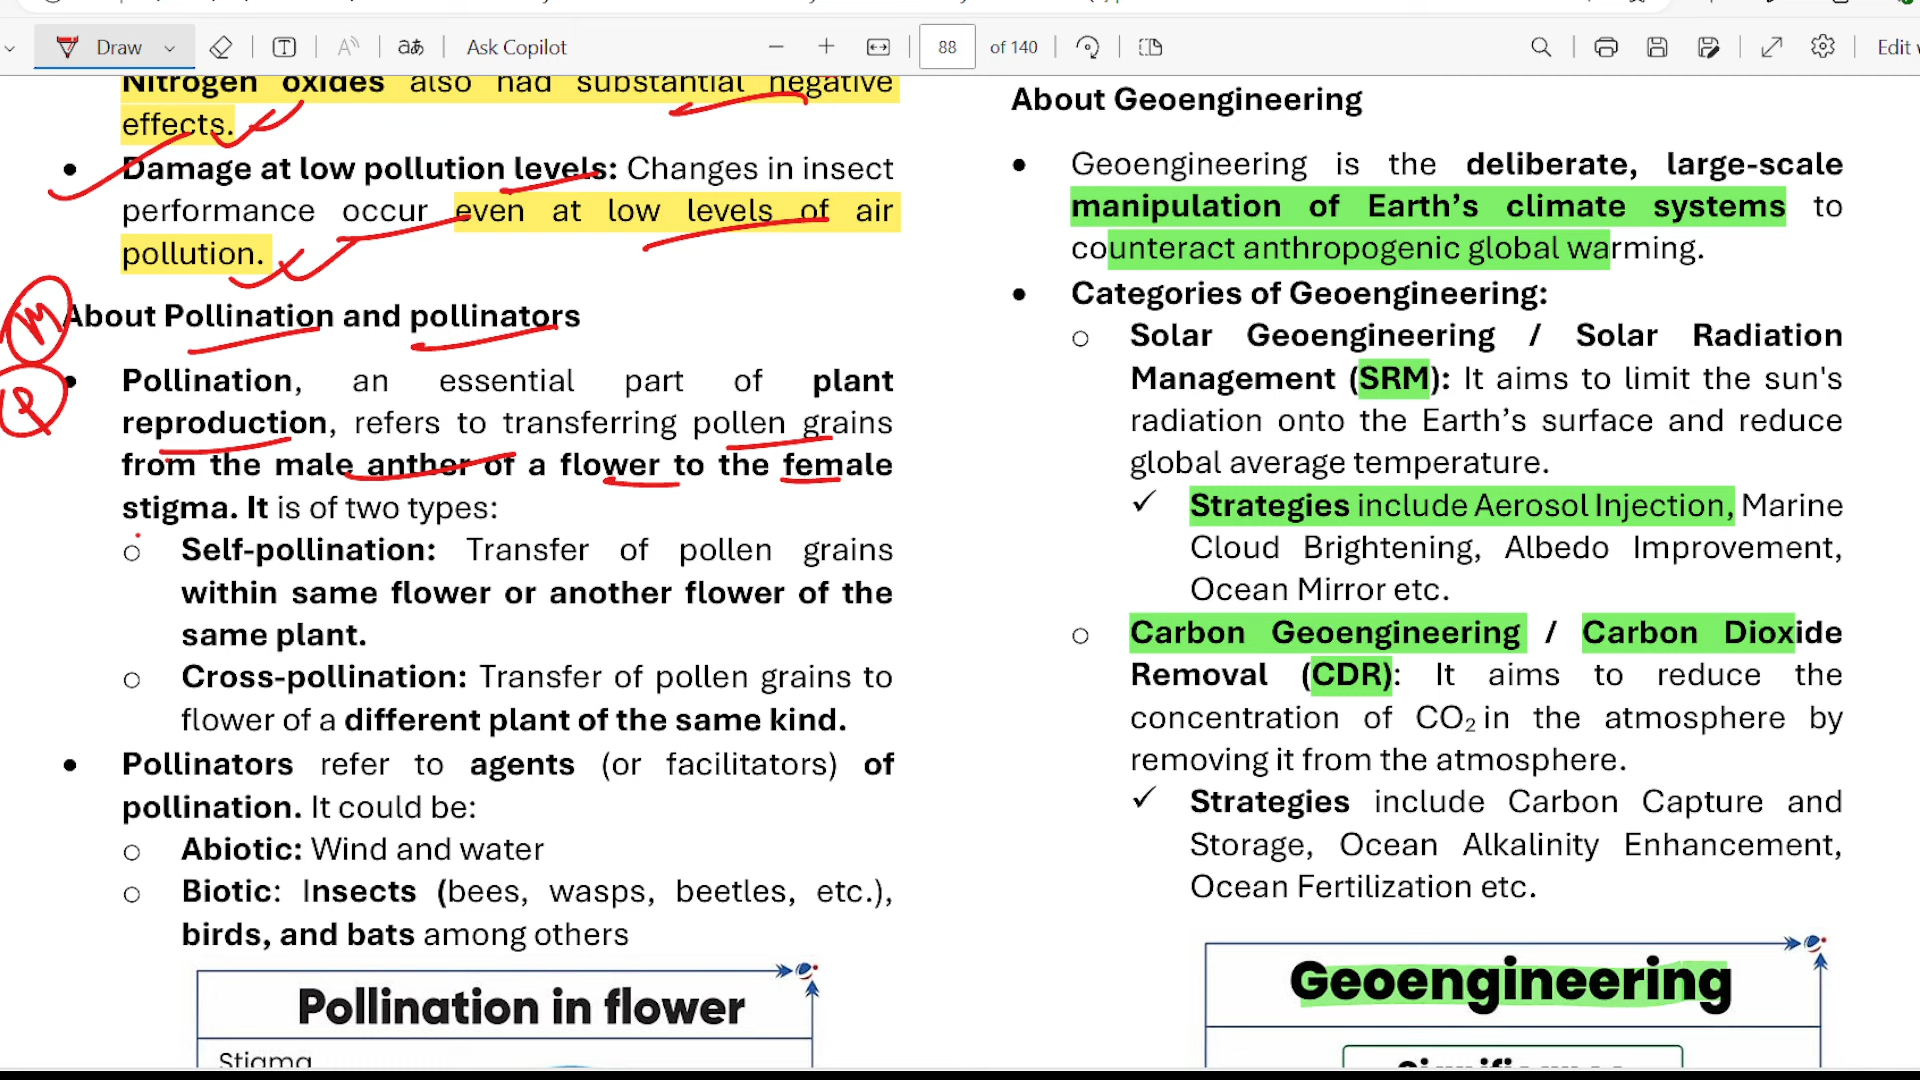 Draw
Ask Copilot
88 of 140
Edit
Nitrogen oxides also had substantial negative
effects.
• Damage at low pollution levels: Changes in insect
performance occur even at low levels of air
pollution.
About Pollination and pollinators
• Pollination, an essential part of plant
reproduction, refers to transferring pollen grains
from the male anther of a flower to the female
stigma. It is of two types:
○ Self-pollination: Transfer of pollen grains
within same flower or another flower of the
same plant.
○ Cross-pollination: Transfer of pollen grains to
flower of a different plant of the same kind.
• Pollinators refer to agents (or facilitators) of
pollination. It could be:
○ Abiotic: Wind and water
○ Biotic: Insects (bees, wasps, beetles, etc.),
birds, and bats among others
Pollination in flower
Stigma
About Geoengineering
• Geoengineering is the deliberate, large-scale
manipulation of Earth’s climate systems to
counteract anthropogenic global warming.
• Categories of Geoengineering:
○ Solar Geoengineering / Solar Radiation
Management (SRM): It aims to limit the sun's
radiation onto the Earth’s surface and reduce
global average temperature.
✓ Strategies include Aerosol Injection, Marine
Cloud Brightening, Albedo Improvement,
Ocean Mirror etc.
○ Carbon Geoengineering / Carbon Dioxide
Removal (CDR): It aims to reduce the
concentration of CO₂ in the atmosphere by
removing it from the atmosphere.
✓ Strategies include Carbon Capture and
Storage, Ocean Alkalinity Enhancement,
Ocean Fertilization etc.
Geoengineering